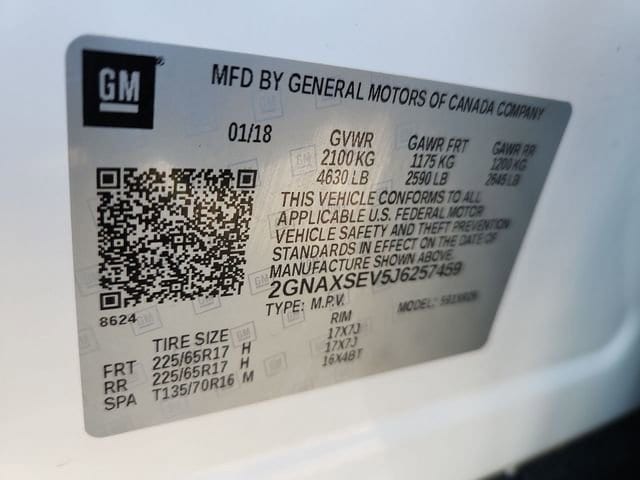 GM
MFD BY GENERAL MOTORS OF CANADA COMPANY
01/18 GVWR GAWR FRT GAWR RR
2100 KG 1175 KG 1200 KG
4630 LB 2590 LB 2645 LB
THIS VEHICLE CONFORMS TO ALL
APPLICABLE U.S. FEDERAL MOTOR
VEHICLE SAFETY AND THEFT PREVENTION
STANDARDS IN EFFECT ON THE DATE OF
MANUFACTURE SHOWN ABOVE.
2GNAXSEV5J6257459
TYPE: M.P.V. MODEL:
8624
TIRE SIZE RIM
FRT 225/65R17 H 17X7J
RR 225/65R17 H 17X7J
SPA T135/70R16 M 16X4BT